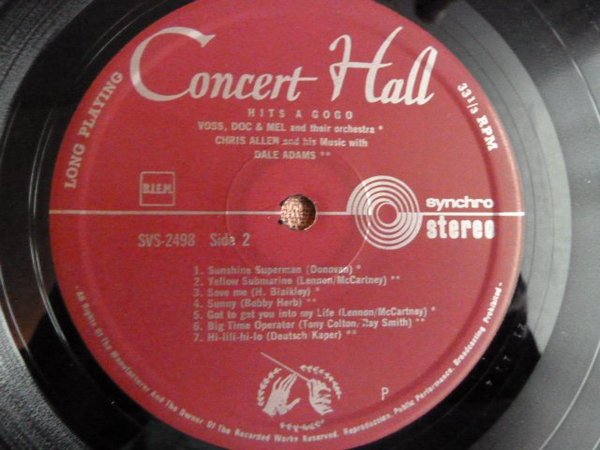 Concert Hall
HITS A GOGO
VOSS, DOC & MEL and their orchestra *
CHRIS ALLEN and his Music with
DALE ADAMS **
LONG PLAYING
33 1/3 RPM
B.I.E.M.
synchro
stereo
SVS-2498 Side 2
1. Sunshine Superman (Donovan) *
2. Yellow Submarine (Lennon/McCartney) **
3. Save me (H. Blaikley) *
4. Sunny (Bobby Herb) **
5. Got to get you into my Life (Lennon/McCartney) *
6. Big Time Operator (Tony Colton/Ray Smith) **
7. Hi-lili-hi-lo (Deutsch Kaper) **
P
- All Rights Of The Manufacturer And The Owner Of The Recorded Works Reserved. Reproduction, Public Performance, Broadcasting Prohibited -